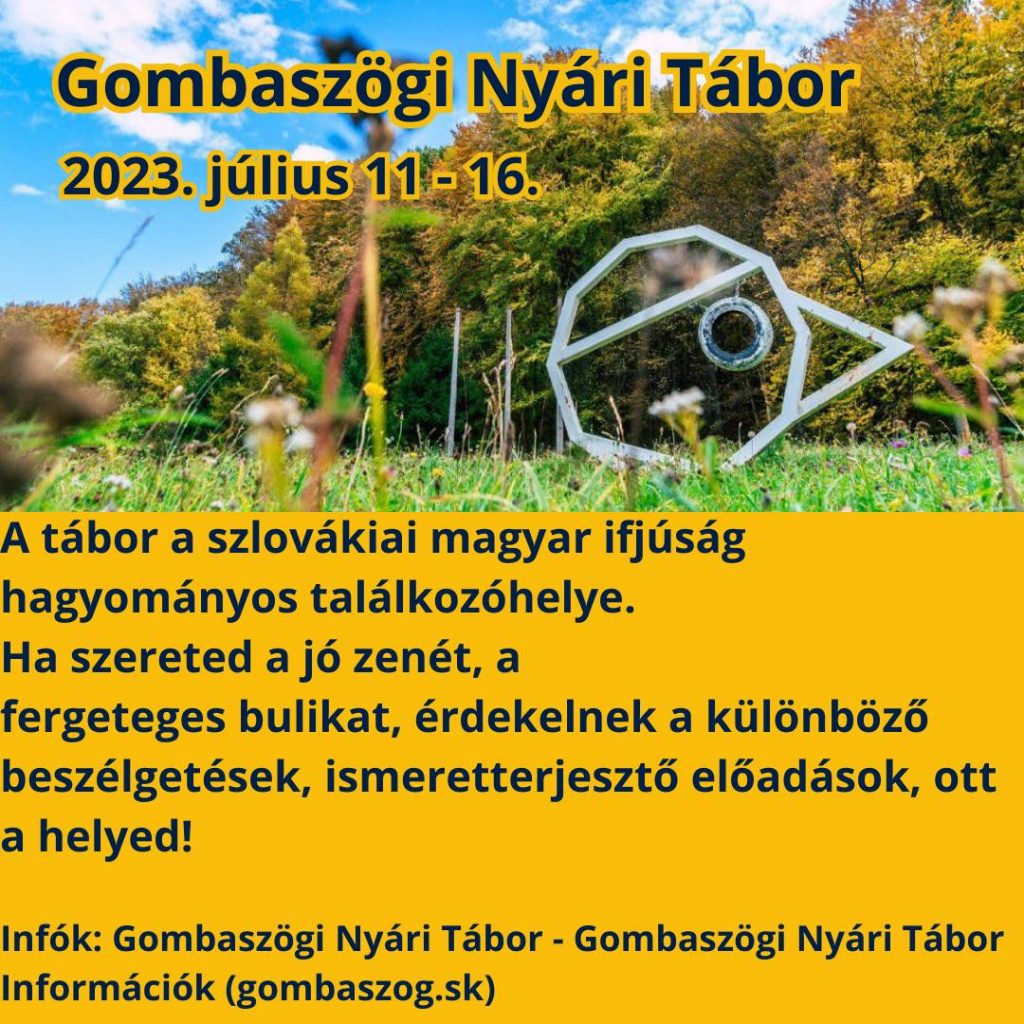 Gombaszögi Nyári Tábor
2023. július 11 - 16.
A tábor a szlovákiai magyar ifjúság
hagyományos találkozóhelye.
Ha szereted a jó zenét, a
fergeteges bulikat, érdekelnek a különböző
beszélgetések, ismeretterjesztő előadások, ott
a helyed!
Infók: Gombaszögi Nyári Tábor - Gombaszögi Nyári Tábor
Információk (gombaszog.sk)